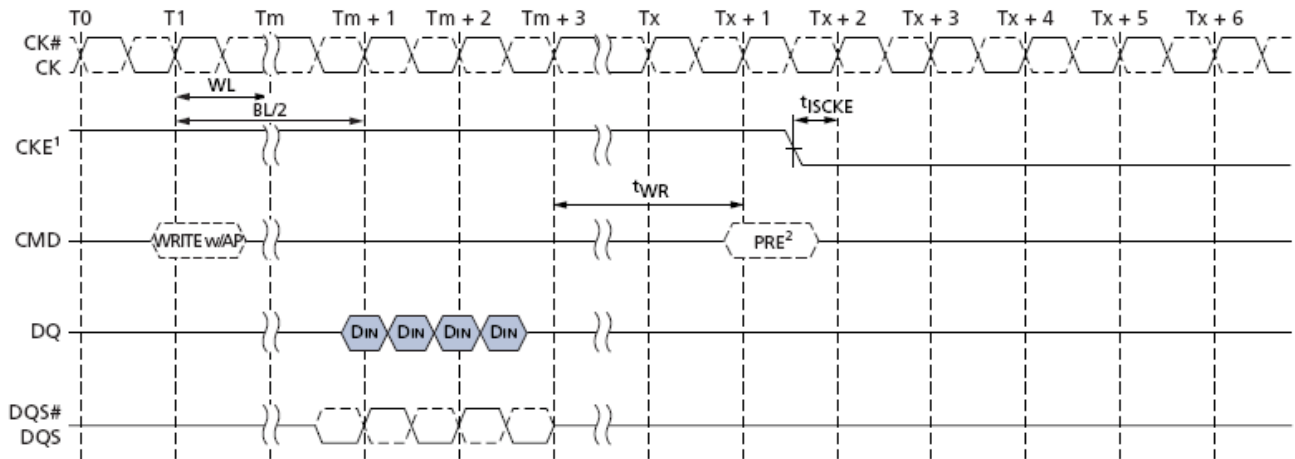 T0 T1 Tm Tm + 1 Tm + 2 Tm + 3 Tx Tx + 1 Tx + 2 Tx + 3 Tx + 4 Tx + 5 Tx + 6
CK#
CK
WL
BL/2
tISCKE
CKE1
tWR
CMD WRITE w/AP PRE2
DQ DIN DIN DIN DIN
DQS#
DQS